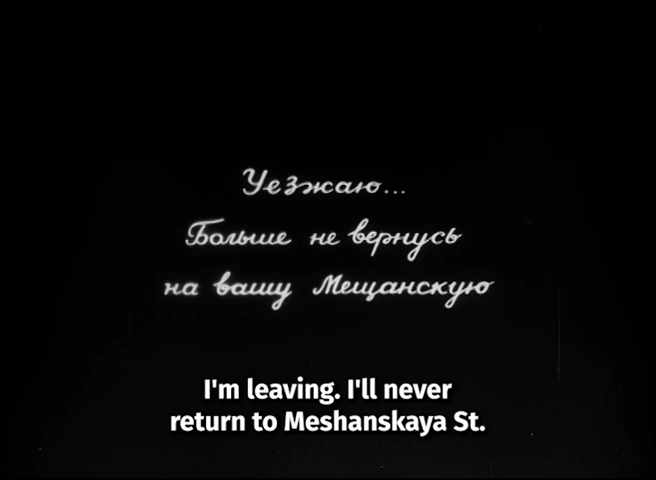 Уезжаю...
Больше не вернусь
на вашу Мещанскую
I'm leaving. I'll never
return to Meshanskaya St.